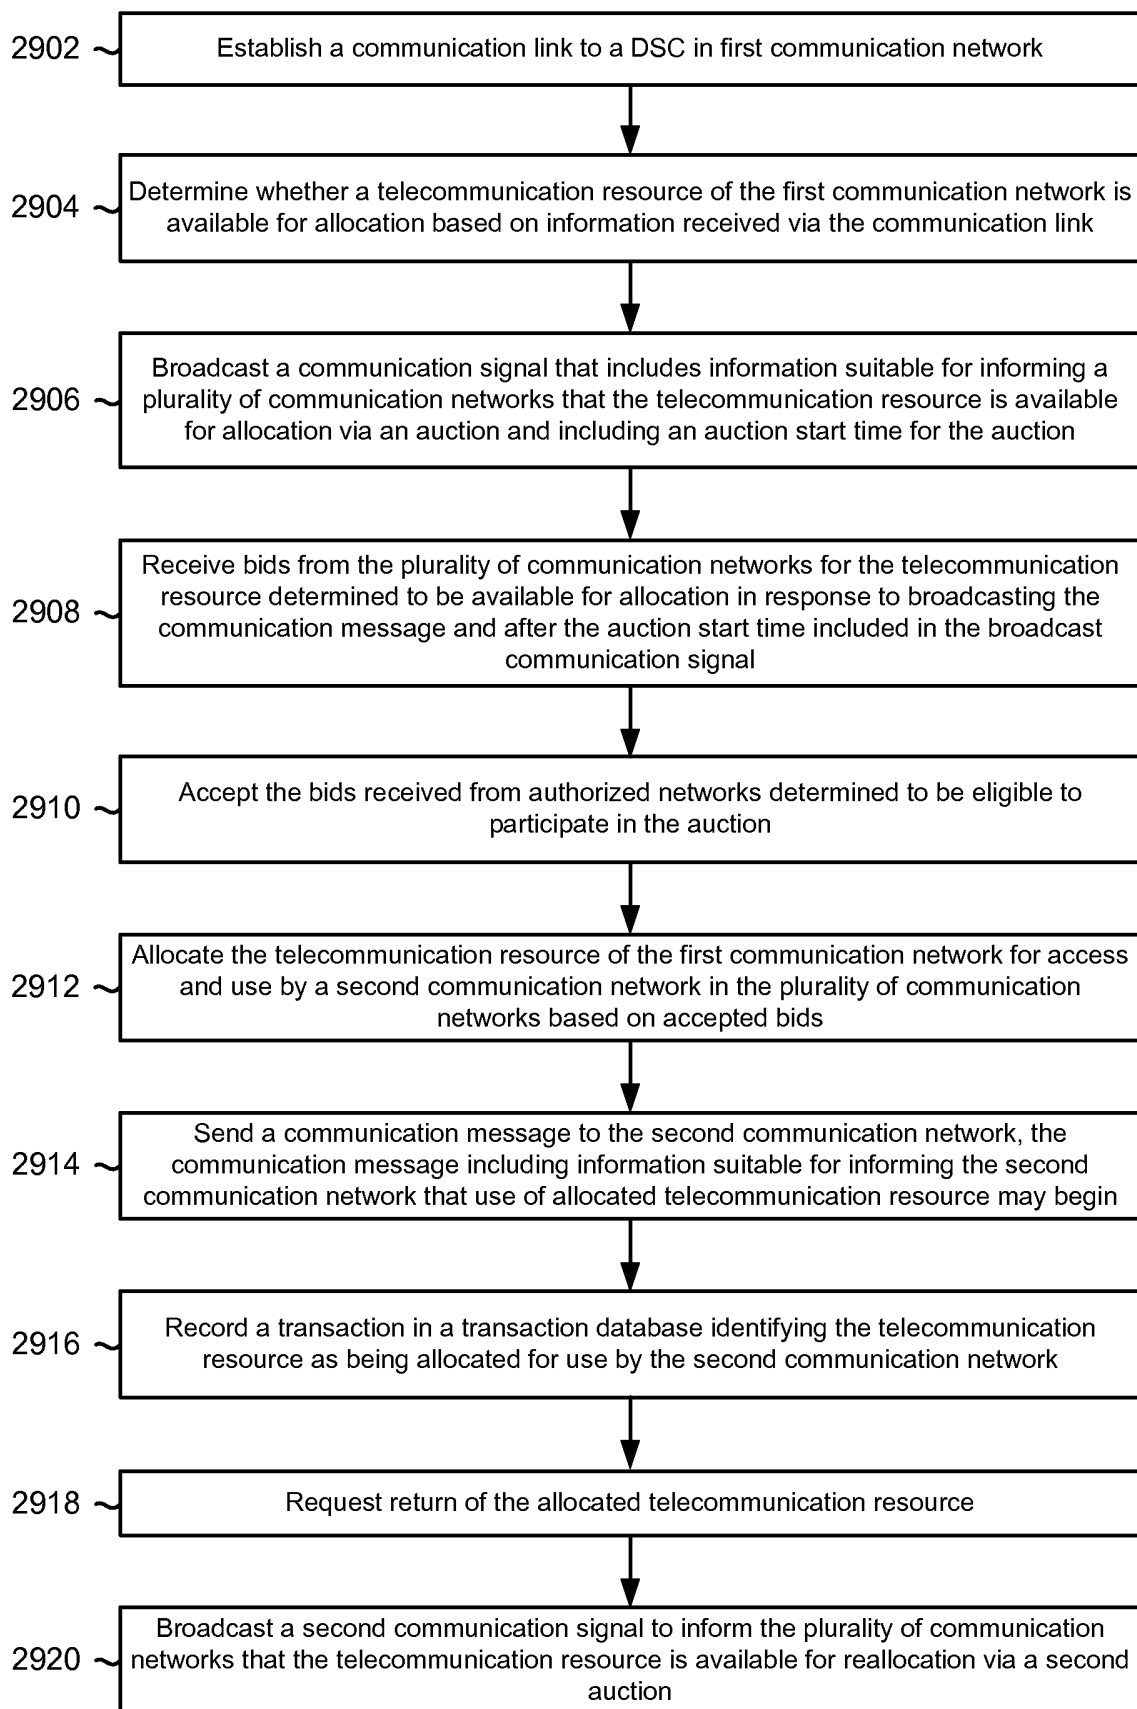 2902
Establish a communication link to a DSC in first communication network
2904
Determine whether a telecommunication resource of the first communication network is
available for allocation based on information received via the communication link
2906
Broadcast a communication signal that includes information suitable for informing a
plurality of communication networks that the telecommunication resource is available
for allocation via an auction and including an auction start time for the auction
2908
Receive bids from the plurality of communication networks for the telecommunication
resource determined to be available for allocation in response to broadcasting the
communication message and after the auction start time included in the broadcast
communication signal
2910
Accept the bids received from authorized networks determined to be eligible to
participate in the auction
2912
Allocate the telecommunication resource of the first communication network for access
and use by a second communication network in the plurality of communication
networks based on accepted bids
2914
Send a communication message to the second communication network, the
communication message including information suitable for informing the second
communication network that use of allocated telecommunication resource may begin
2916
Record a transaction in a transaction database identifying the telecommunication
resource as being allocated for use by the second communication network
2918
Request return of the allocated telecommunication resource
2920
Broadcast a second communication signal to inform the plurality of communication
networks that the telecommunication resource is available for reallocation via a second
auction